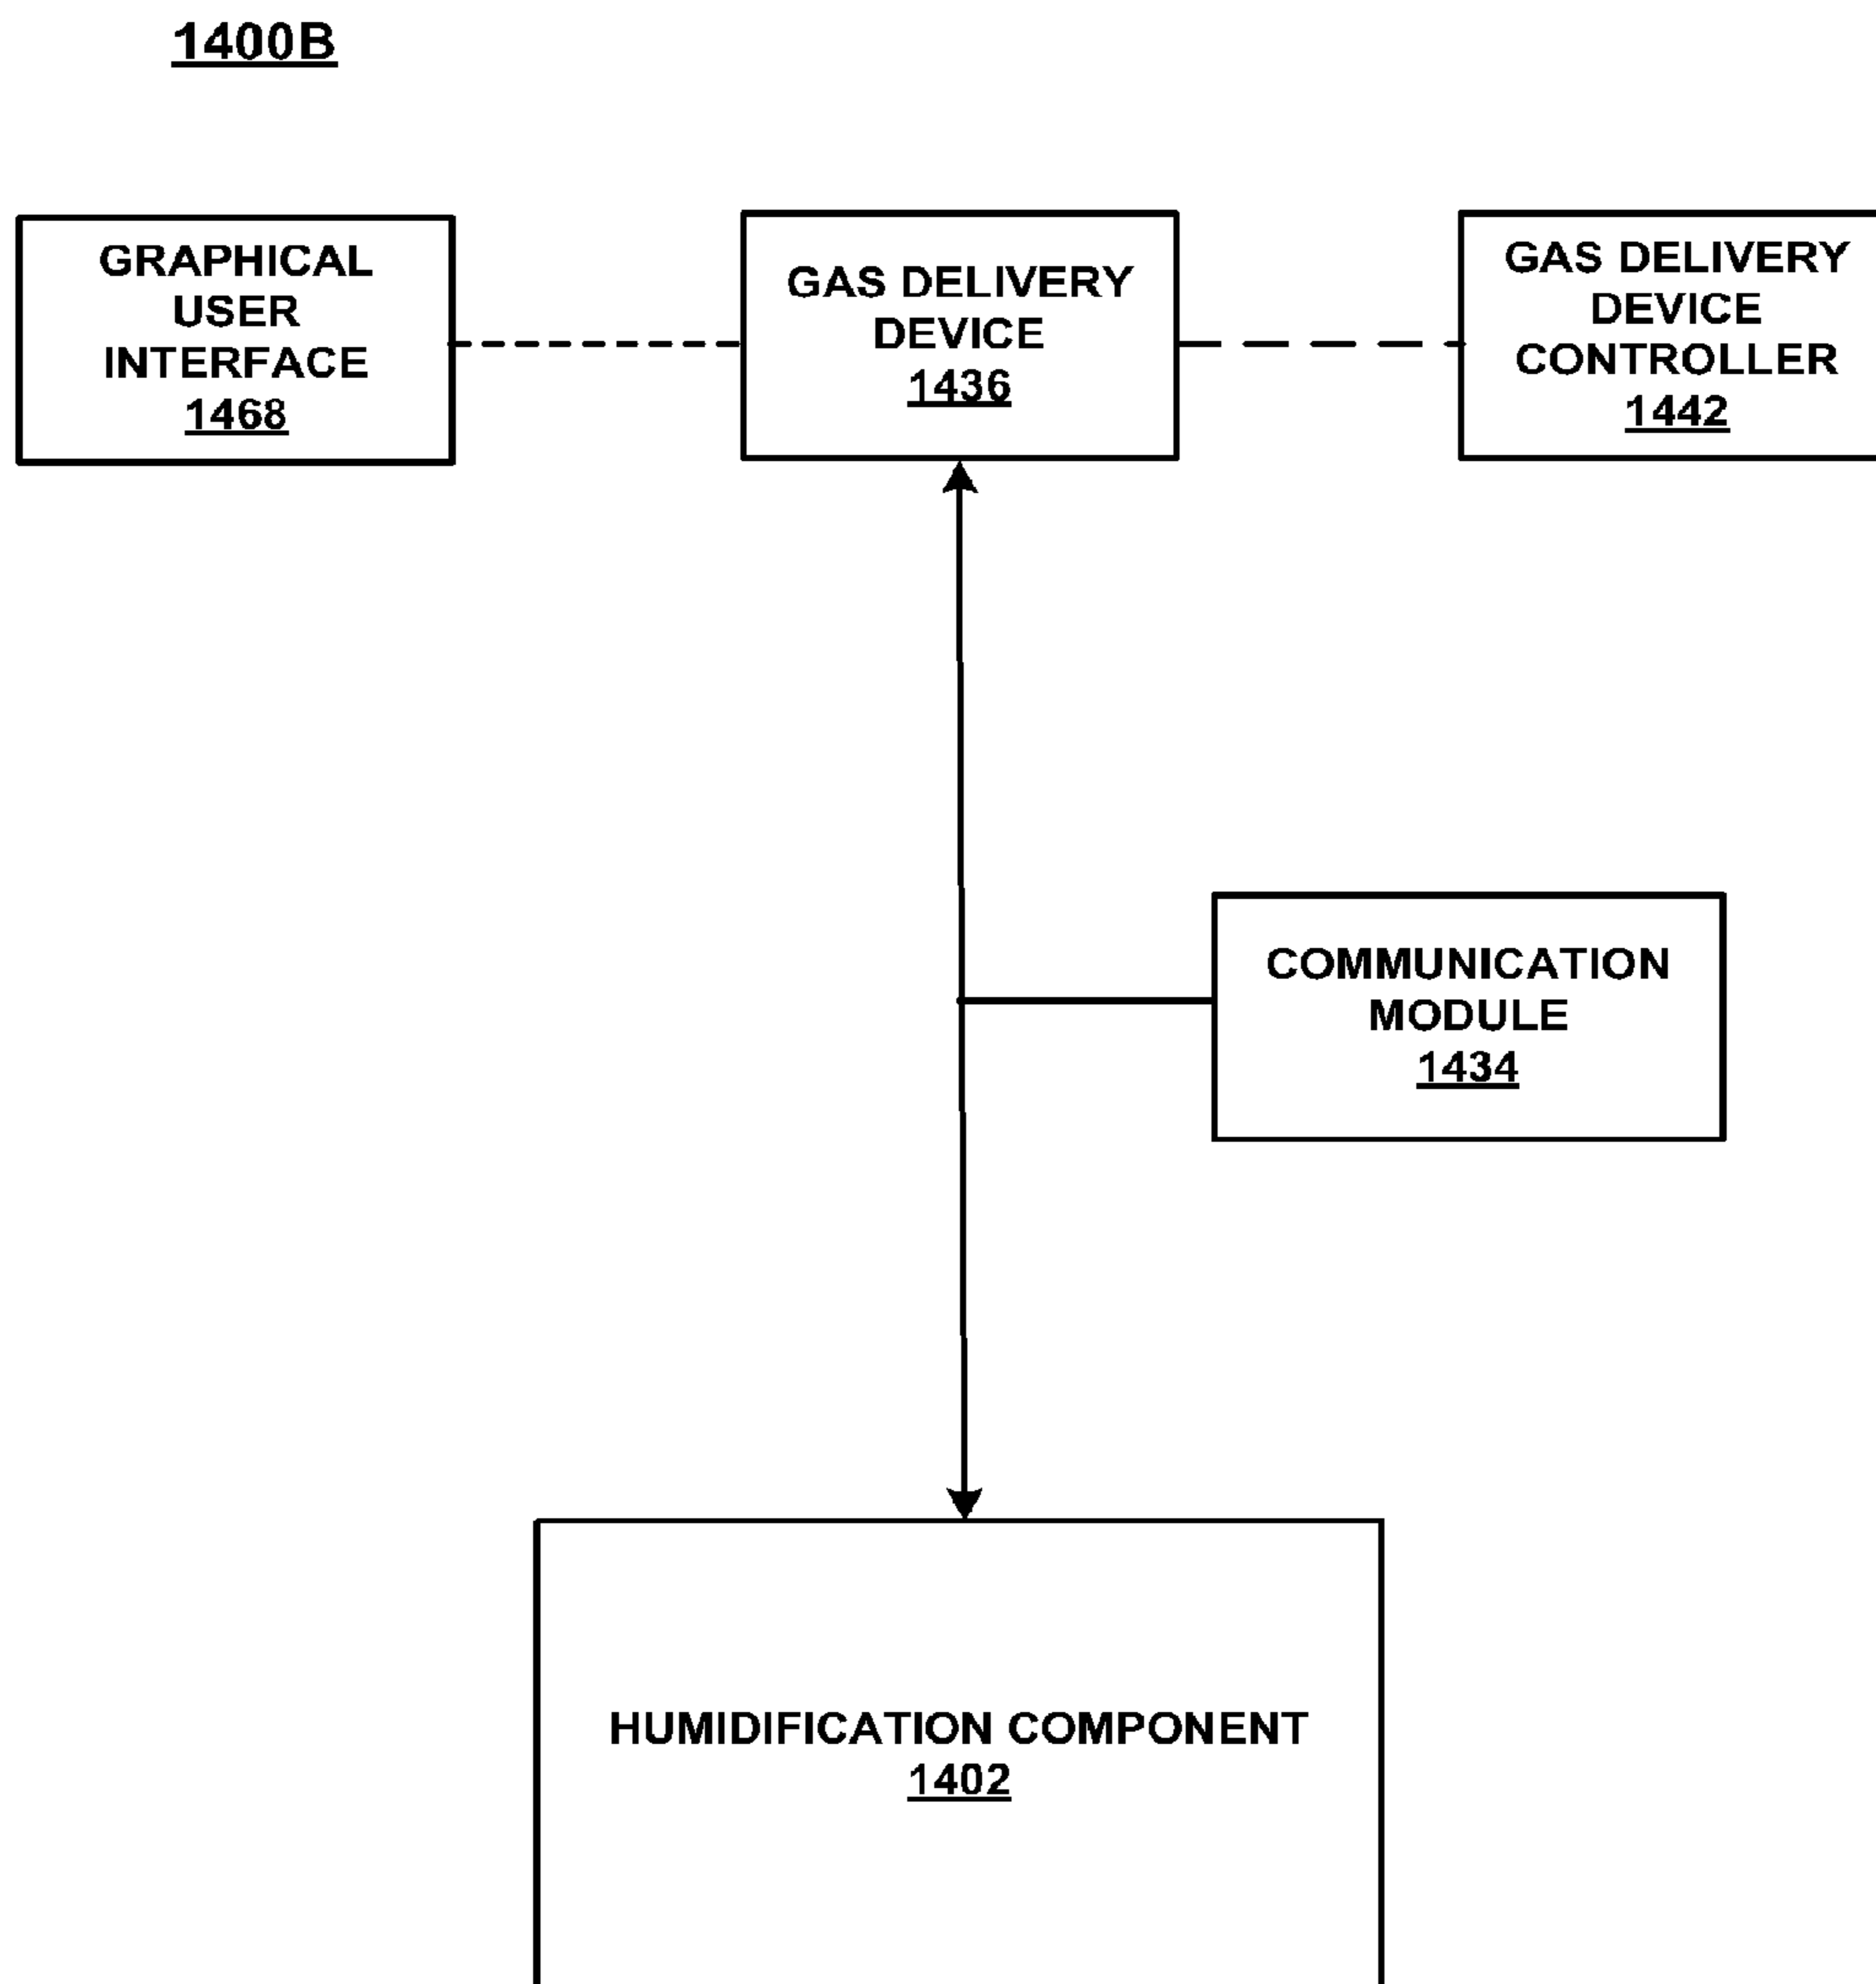 1400B
GRAPHICAL
USER
INTERFACE
1468
GAS DELIVERY
DEVICE
1436
GAS DELIVERY
DEVICE
CONTROLLER
1442
COMMUNICATION
MODULE
1434
HUMIDIFICATION COMPONENT
1402